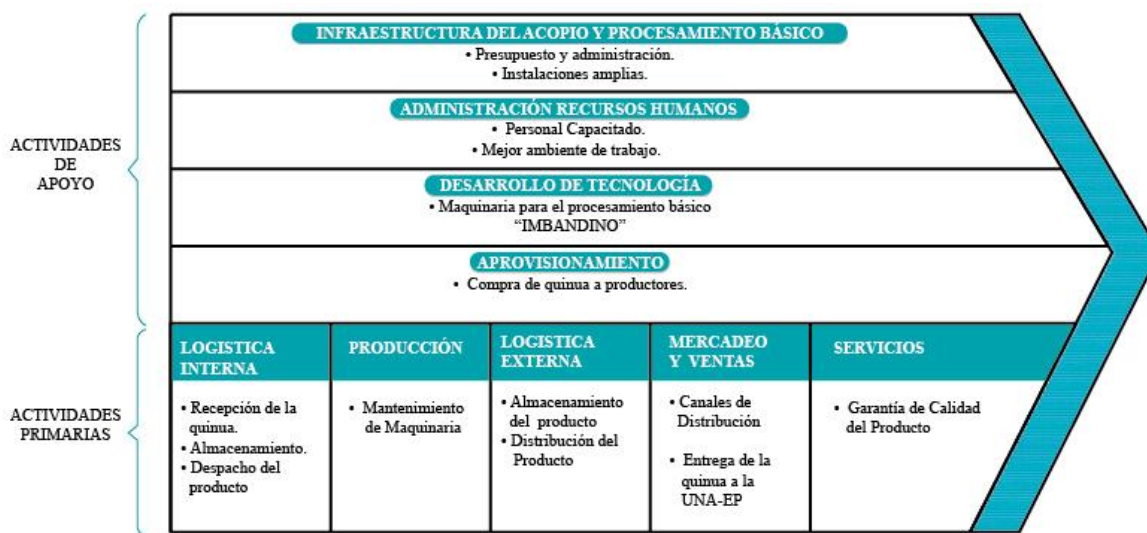 INFRAESTRUCTURA DEL ACOPIO Y PROCESAMIENTO BÁSICO
• Presupuesto y administración.
• Instalaciones amplias.
ADMINISTRACIÓN RECURSOS HUMANOS
• Personal Capacitado.
• Mejor ambiente de trabajo.
ACTIVIDADES
DE
APOYO
DESARROLLO DE TECNOLOGÍA
• Maquinaria para el procesamiento básico
“IMBANDINO”
APROVISIONAMIENTO
• Compra de quinua a productores.
ACTIVIDADES
PRIMARIAS
LOGISTICA
INTERNA
• Recepción de la
quinua.
• Almacenamiento.
• Despacho del
producto
PRODUCCIÓN
• Mantenimiento
de Maquinaria
LOGISTICA
EXTERNA
• Almacenamiento
del producto
• Distribución del
Producto
MERCADEO
Y VENTAS
• Canales de
Distribución
• Entrega de la
quinua a la
UNA-EP
SERVICIOS
• Garantía de Calidad
del Producto